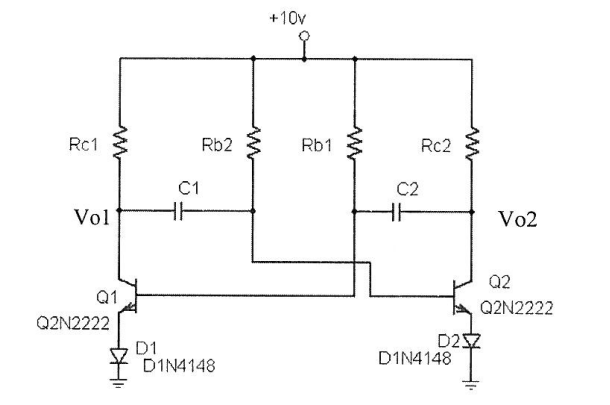 +10v
Rc1
Rb2
Rb1
Rc2
C1
C2
Vo1
Vo2
Q1
Q2N2222
Q2
Q2N2222
D1
D1N4148
D2
D1N4148